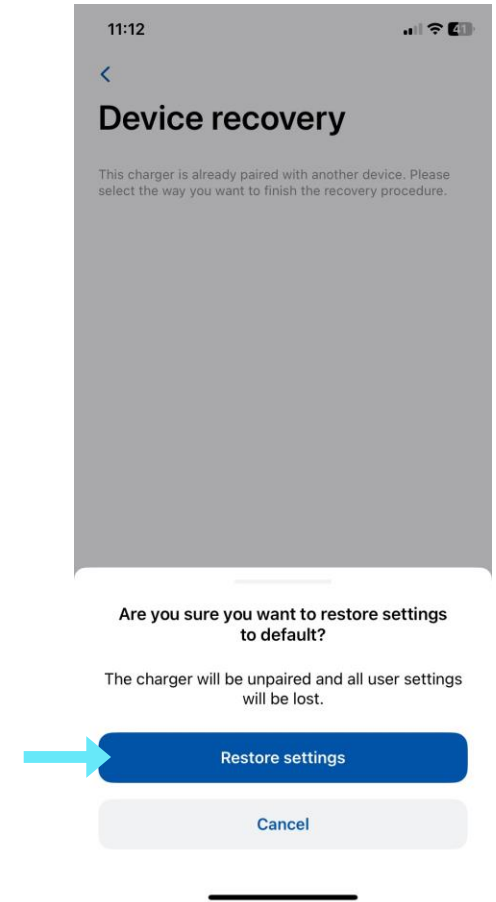 11:12
41
Device recovery
This charger is already paired with another device. Please
select the way you want to finish the recovery procedure.
Are you sure you want to restore settings
to default?
The charger will be unpaired and all user settings
will be lost.
Restore settings
Cancel